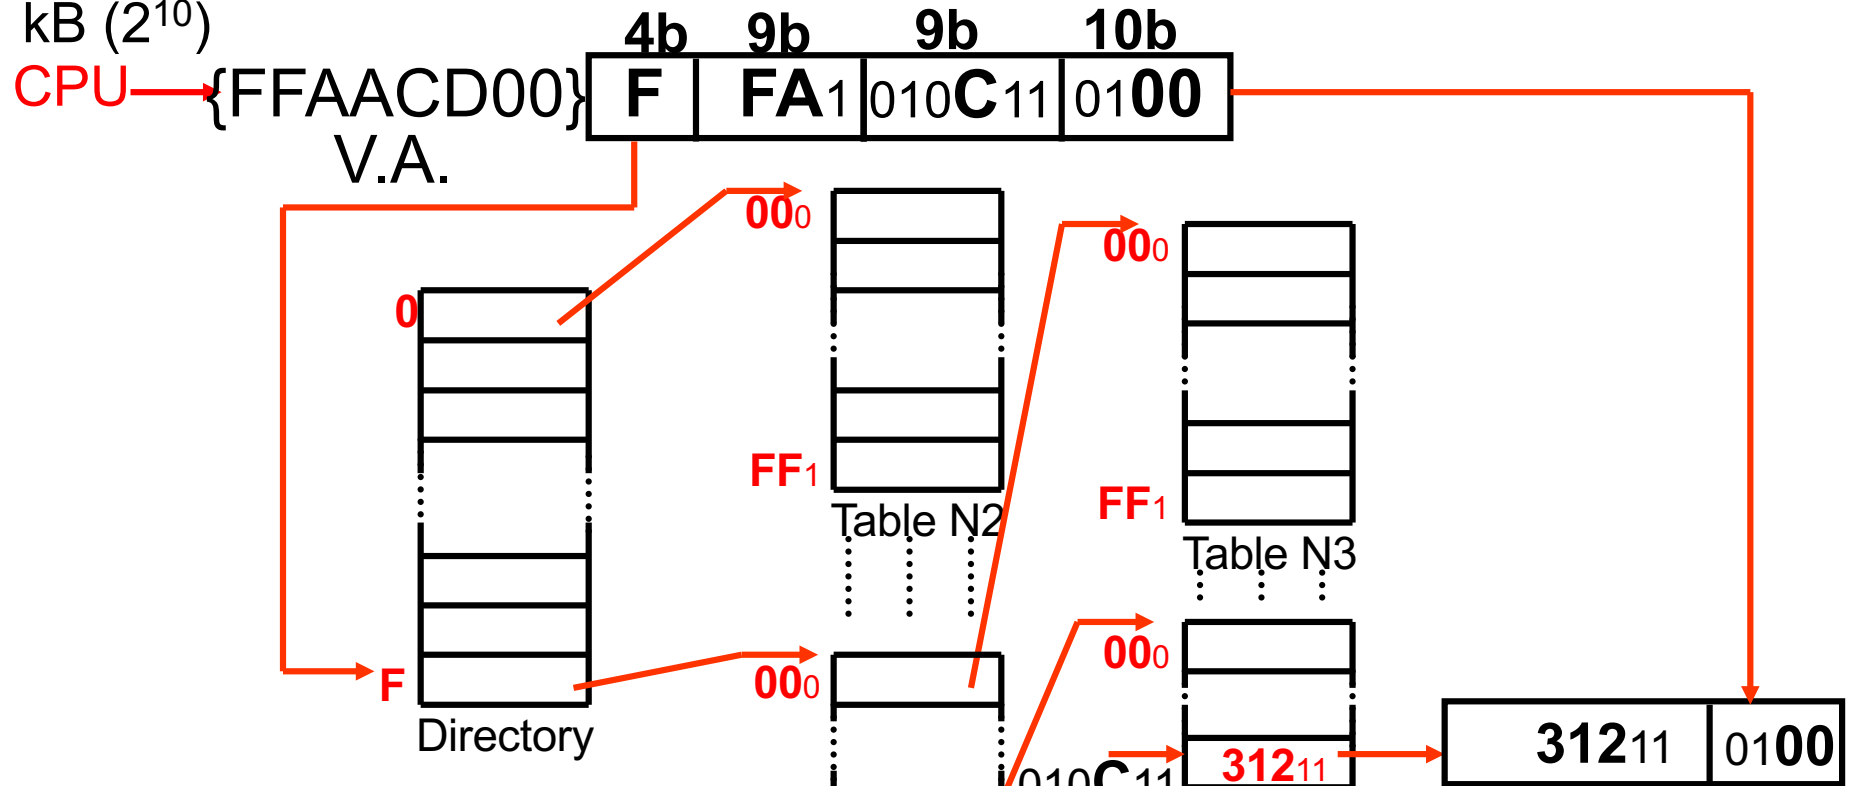 kB (2¹⁰)
4b 9b 9b 10b
CPU {FFAACD00} F FA1 010C11 0100
V.A.
000
000
0
FF1
FF1
Table N2
Table N3
000
000
F
Directory
31211 0100
010C11 31211